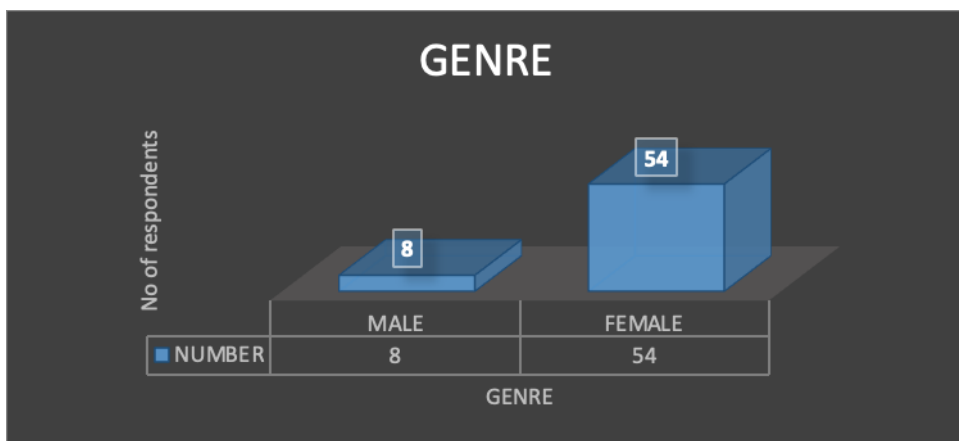 GENRE
No of respondents
8
54
MALE FEMALE
NUMBER 8 54
GENRE